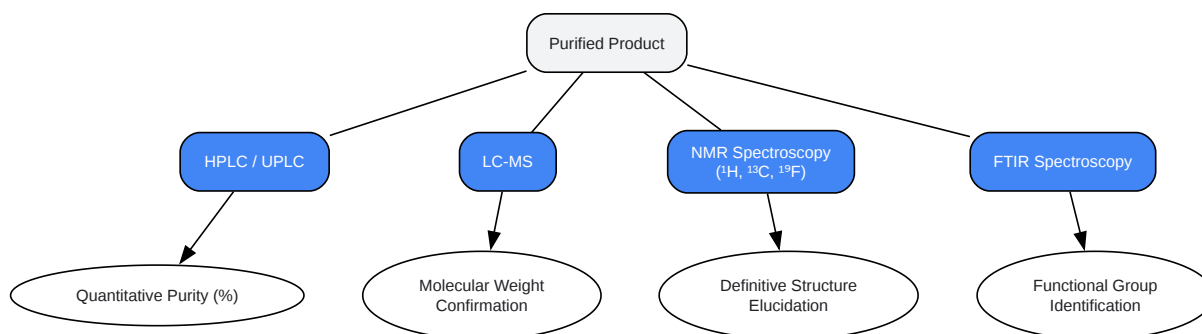 Purified Product
HPLC / UPLC
LC-MS
NMR Spectroscopy
(¹H, ¹³C, ¹⁹F)
FTIR Spectroscopy
Quantitative Purity (%)
Molecular Weight
Confirmation
Definitive Structure
Elucidation
Functional Group
Identification